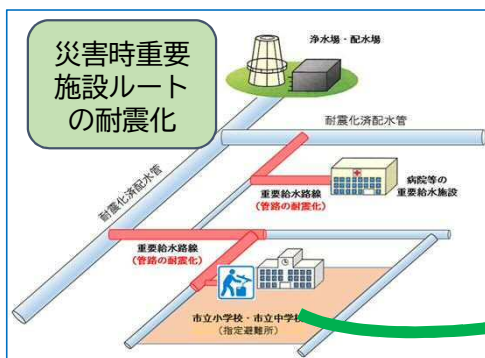 災害時重要
施設ルート
の耐震化
浄水場・配水場
耐震化済配水管
耐震化済配水管
重要給水路線
(管路の耐震化)
病院等の
重要給水施設
重要給水路線
(管路の耐震化)
市立小学校・市立中学校
(指定避難所)